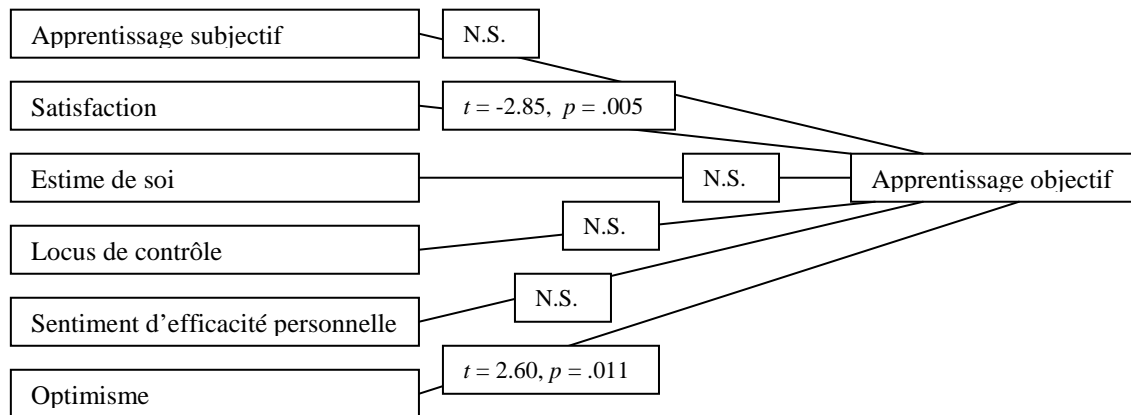 Apprentissage subjectif
N.S.
Satisfaction
t = -2.85, p = .005
Estime de soi
N.S.
Apprentissage objectif
Locus de contrôle
N.S.
Sentiment d’efficacité personnelle
N.S.
Optimisme
t = 2.60, p = .011